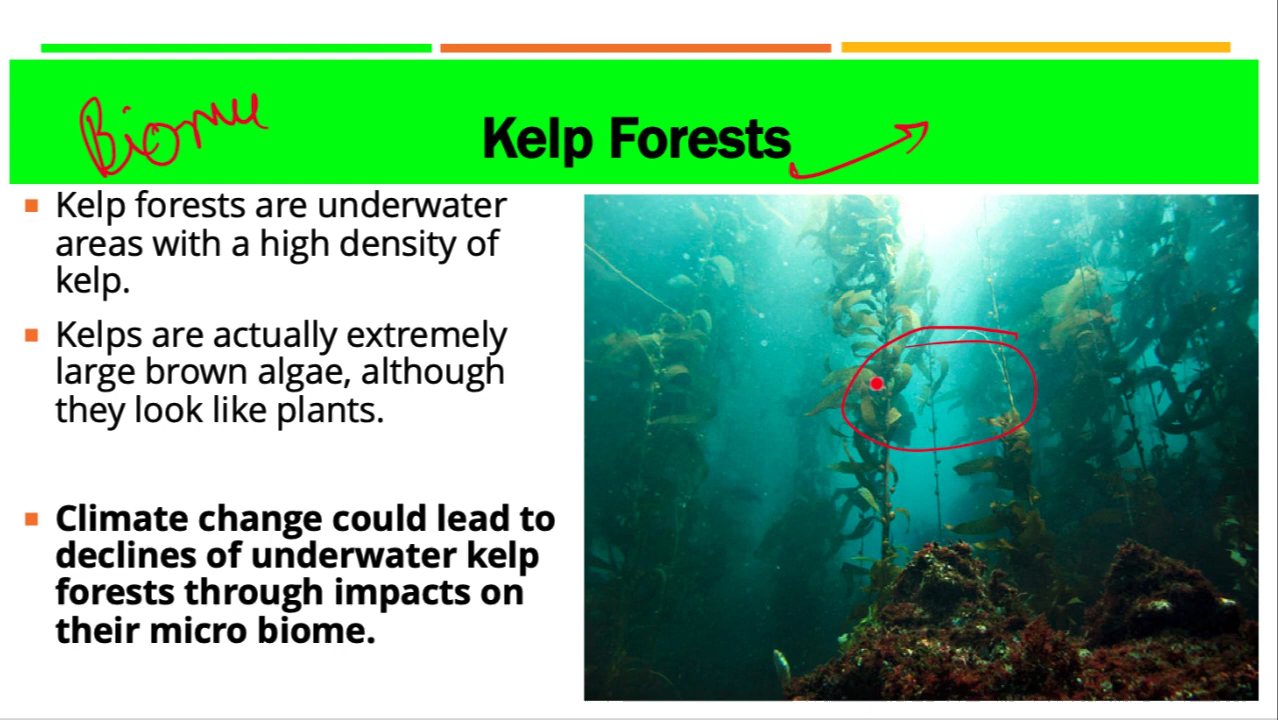 Biome
Kelp Forests
Kelp forests are underwater
areas with a high density of
kelp.
Kelps are actually extremely
large brown algae, although
they look like plants.
Climate change could lead to
declines of underwater kelp
forests through impacts on
their micro biome.